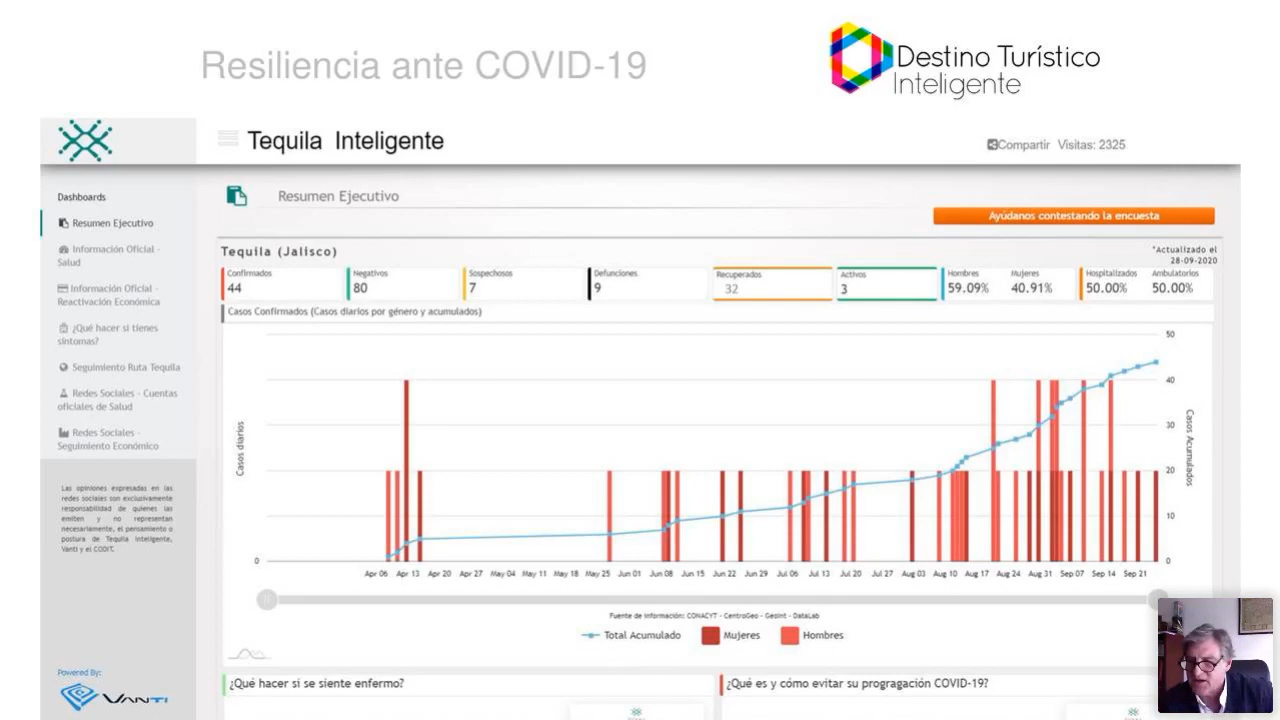 Resiliencia ante COVID-19
Destino Turístico
Inteligente
Tequila Inteligente
Compartir Visitas: 2325
Dashboards
Resumen Ejecutivo
Información Oficial -
Salud
Información Oficial -
Reactivación Económica
¿Qué hacer si tienes
síntomas?
Seguimiento Ruta Tequila
Redes Sociales - Cuentas
oficiales de Salud
Redes Sociales -
Seguimiento Económico
Las opiniones expresadas en las
redes sociales son exclusivamente
responsabilidad de quienes las
emiten y no representan
necesariamente, el pensamiento o
postura de Tequila Inteligente,
Vanti y el CODIT.
Powered By:
VANTI
Resumen Ejecutivo
Ayúdanos contestando la encuesta
Tequila (Jalisco)
*Actualizado el
28-09-2020
Confirmados
44
Negativos
80
Sospechosos
7
Defunciones
9
Recuperados
32
Activos
3
Hombres
59.09%
Mujeres
40.91%
Hospitalizados
50.00%
Ambulatorios
50.00%
Casos Confirmados (Casos diarios por género y acumulados)
Casos diarios
0
50
40
30
20
10
0
Casos Acumulados
Apr 06 Apr 13 Apr 20 Apr 27 May 04 May 11 May 18 May 25 Jun 01 Jun 08 Jun 15 Jun 22 Jun 29 Jul 06 Jul 13 Jul 20 Jul 27 Aug 03 Aug 10 Aug 17 Aug 24 Aug 31 Sep 07 Sep 14 Sep 21
Fuente de información: CONACYT - CentroGeo - GeoInt - DataLab
Total Acumulado Mujeres Hombres
¿Qué hacer si se siente enfermo?
¿Qué es y cómo evitar su progragación COVID-19?